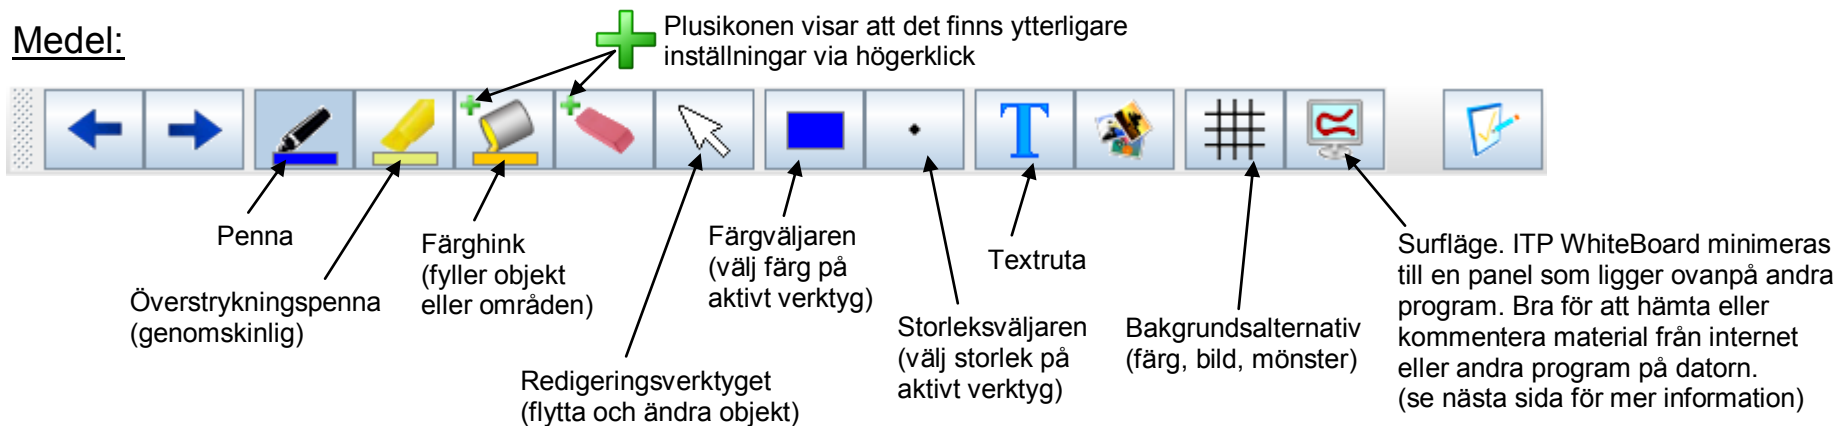 Medel:
Plusikonen visar att det finns ytterligare
inställningar via högerklick
T
Penna
Överstrykningspenna
(genomskinlig)
Färghink
(fyller objekt
eller områden)
Redigeringsverktyget
(flytta och ändra objekt)
Färgväljaren
(välj färg på
aktivt verktyg)
Storleksväljaren
(välj storlek på
aktivt verktyg)
Textruta
Bakgrundsalternativ
(färg, bild, mönster)
Surfläge. ITP WhiteBoard minimeras
till en panel som ligger ovanpå andra
program. Bra för att hämta eller
kommentera material från internet
eller andra program på datorn.
(se nästa sida för mer information)